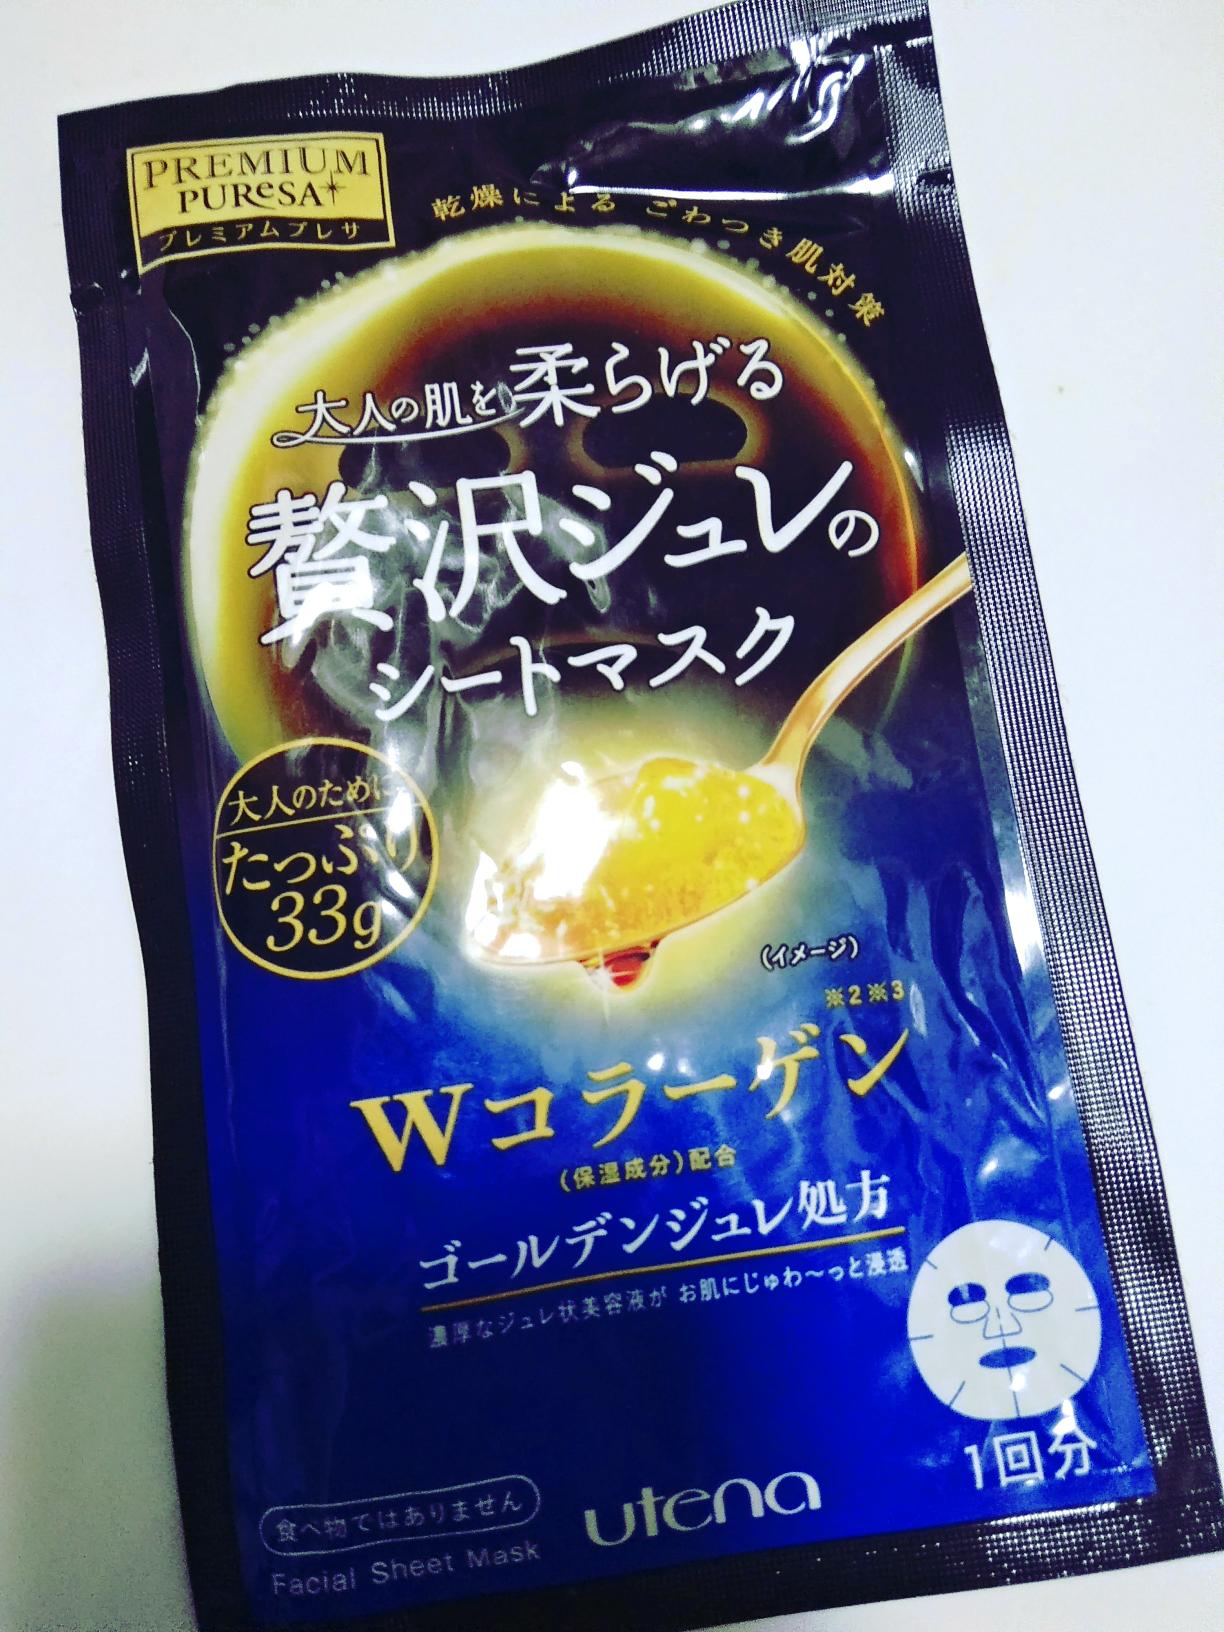 PREMIUM
PUReSA
プレミアムプレサ
乾燥による ごわつき肌対策
大人の肌を柔らげる
贅沢ジュレの
シートマスク
大人のために
たっぷり
33g
(イメージ)
※2※3
Wコラーゲン
(保湿成分)配合
ゴールデンジュレ処方
濃厚なジュレ状美容液が お肌にじゅわ～っと浸透
1回分
食べ物ではありません
utena
Facial Sheet Mask